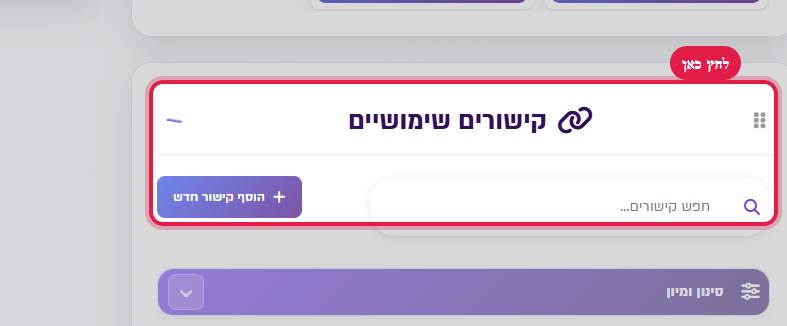 לחץ כאן
קישורים שימושיים
חפש קישורים...
הוסף קישור חדש
סינון ומיון